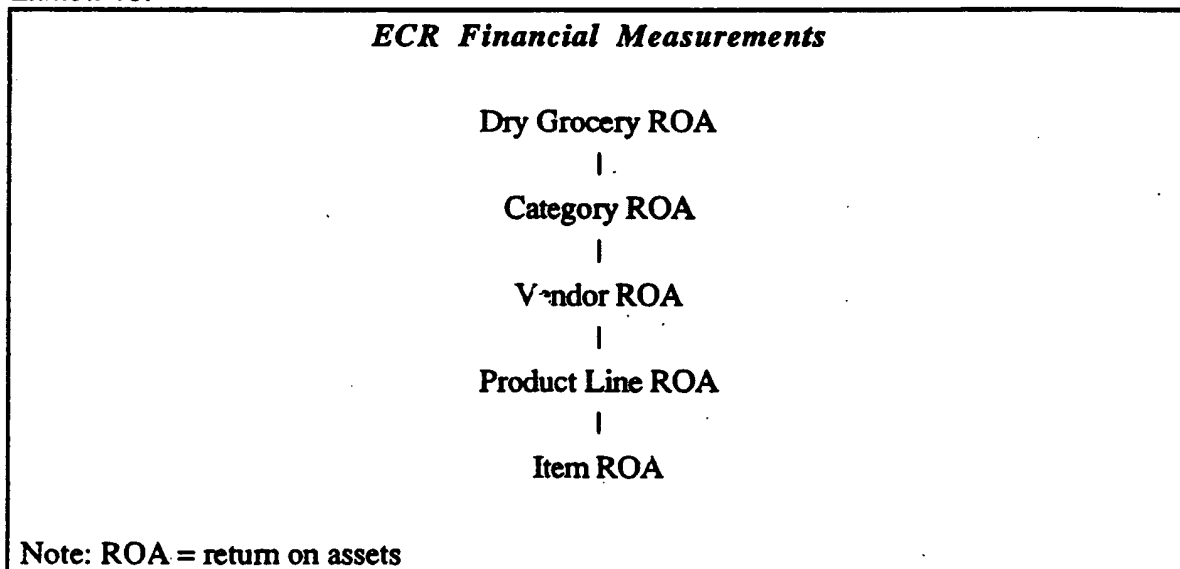 ECR Financial Measurements
Dry Grocery ROA
|
Category ROA
|
Vendor ROA
|
Product Line ROA
|
Item ROA
Note: ROA = return on assets